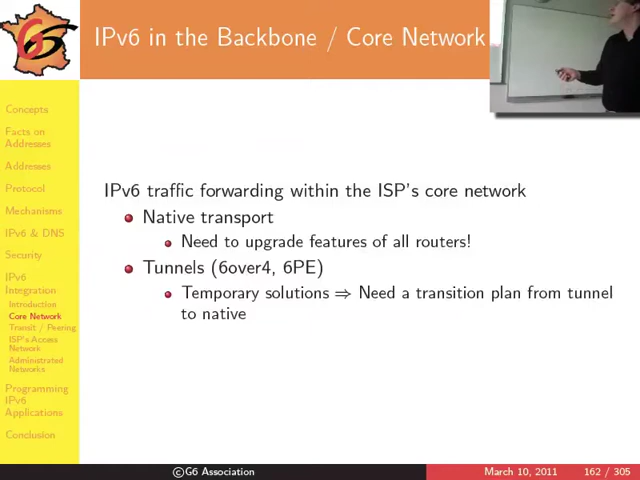 G6
IPv6 in the Backbone / Core Network
Concepts
Facts on
Addresses
Addresses
Protocol
Mechanisms
IPv6 & DNS
Security
IPv6
Integration
Introduction
Core Network
Transit / Peering
ISP's Access
Network
Administrated
Networks
Programming
IPv6
Applications
Conclusion
IPv6 traffic forwarding within the ISP's core network
Native transport
Need to upgrade features of all routers!
Tunnels (6over4, 6PE)
Temporary solutions ⇒ Need a transition plan from tunnel
to native
©G6 Association
March 10, 2011
162 / 305